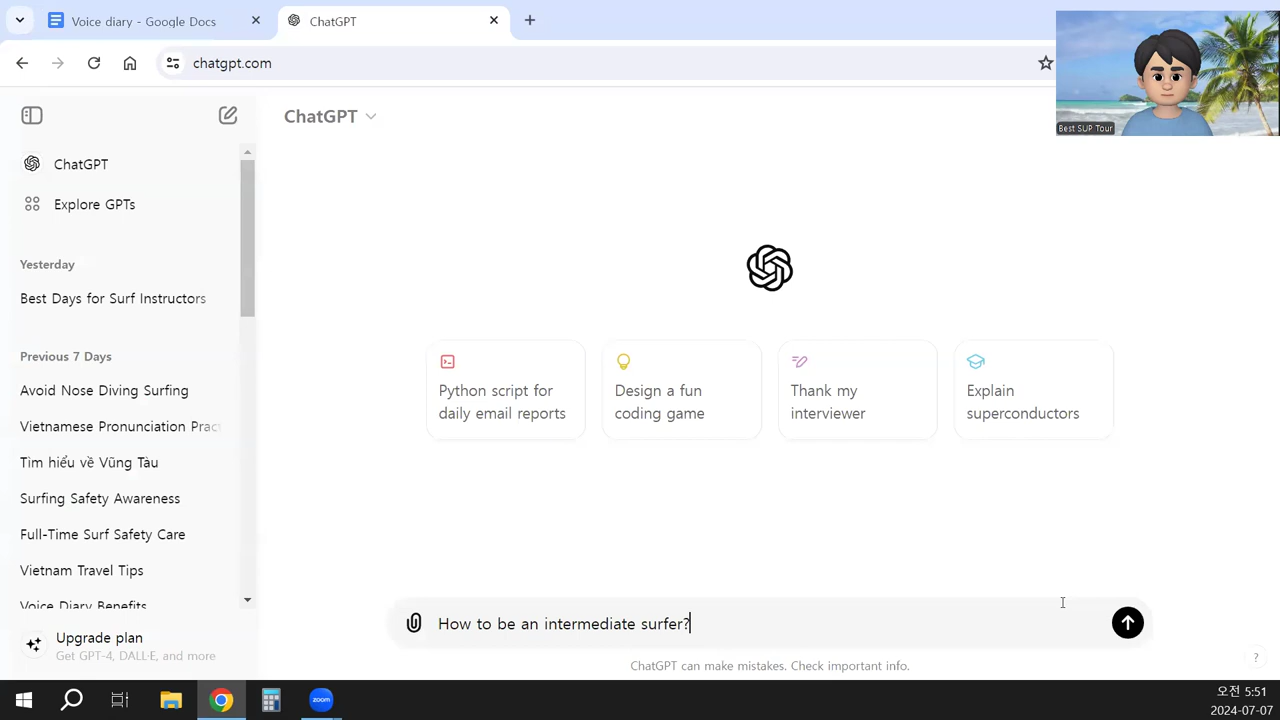 Voice diary - Google Docs
ChatGPT
chatgpt.com
Best SUP Tour
ChatGPT
ChatGPT
Explore GPTs
Yesterday
Best Days for Surf Instructors
Previous 7 Days
Avoid Nose Diving Surfing
Vietnamese Pronunciation Prac
Tìm hiểu về Vũng Tàu
Surfing Safety Awareness
Full-Time Surf Safety Care
Vietnam Travel Tips
Voice Diary Benefits
Upgrade plan
Get GPT-4, DALL·E, and more
Python script for
daily email reports
Design a fun
coding game
Thank my
interviewer
Explain
superconductors
How to be an intermediate surfer?
ChatGPT can make mistakes. Check important info.
?
zoom
오전 5:51
2024-07-07